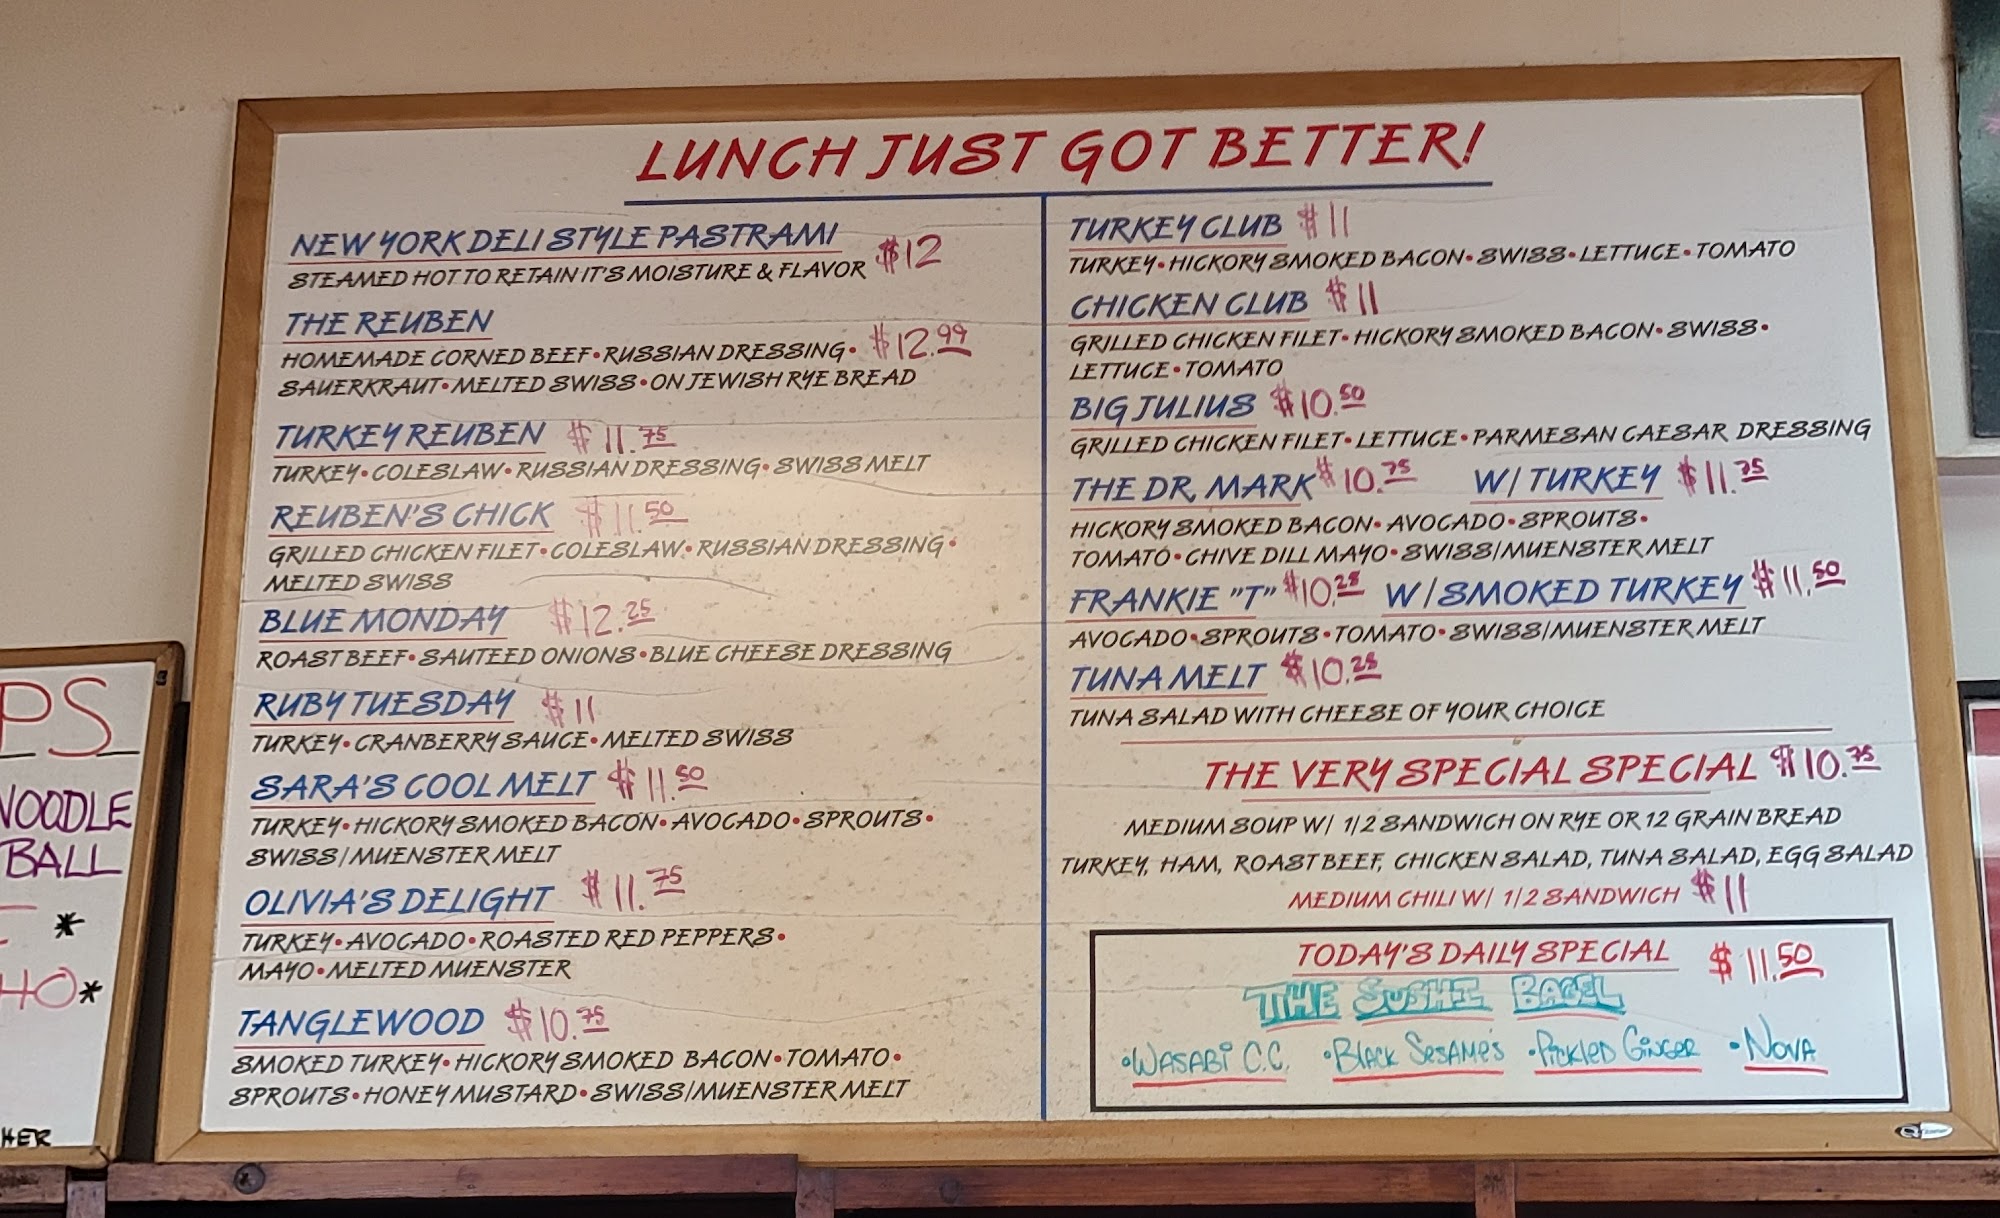 LUNCH JUST GOT BETTER!
NEW YORK DELI STYLE PASTRAMI $12
STEAMED HOT TO RETAIN IT'S MOISTURE & FLAVOR
THE REUBEN
HOMEMADE CORNED BEEF•RUSSIAN DRESSING• $12.99
SAUERKRAUT•MELTED SWISS•ON JEWISH RYE BREAD
TURKEY REUBEN $11.75
TURKEY•COLESLAW•RUSSIAN DRESSING•SWISS MELT
REUBEN'S CHICK $11.50
GRILLED CHICKEN FILET•COLESLAW•RUSSIAN DRESSING•
MELTED SWISS
BLUE MONDAY $12.25
ROAST BEEF•SAUTEED ONIONS•BLUE CHEESE DRESSING
RUBY TUESDAY $11
TURKEY•CRANBERRY SAUCE•MELTED SWISS
SARA'S COOL MELT $11.50
TURKEY•HICKORY SMOKED BACON•AVOCADO•SPROUTS•
SWISS/MUENSTER MELT
OLIVIA'S DELIGHT $11.75
TURKEY•AVOCADO•ROASTED RED PEPPERS•
MAYO•MELTED MUENSTER
TANGLEWOOD $10.75
SMOKED TURKEY•HICKORY SMOKED BACON•TOMATO•
SPROUTS•HONEY MUSTARD•SWISS/MUENSTER MELT
TURKEY CLUB $11
TURKEY•HICKORY SMOKED BACON•SWISS•LETTUCE•TOMATO
CHICKEN CLUB $11
GRILLED CHICKEN FILET•HICKORY SMOKED BACON•SWISS•
LETTUCE•TOMATO
BIG JULIUS $10.50
GRILLED CHICKEN FILET•LETTUCE•PARMESAN CAESAR DRESSING
THE DR. MARK $10.75 W/ TURKEY $11.75
HICKORY SMOKED BACON•AVOCADO•SPROUTS•
TOMATO•CHIVE DILL MAYO•SWISS/MUENSTER MELT
FRANKIE "T" $10.25 W/SMOKED TURKEY $11.50
AVOCADO•SPROUTS•TOMATO•SWISS/MUENSTER MELT
TUNA MELT $10.25
TUNA SALAD WITH CHEESE OF YOUR CHOICE
THE VERY SPECIAL SPECIAL $10.75
MEDIUM SOUP W/ 1/2 SANDWICH ON RYE OR 12 GRAIN BREAD
TURKEY, HAM, ROAST BEEF, CHICKEN SALAD, TUNA SALAD, EGG SALAD
MEDIUM CHILI W/ 1/2 SANDWICH $11
TODAY'S DAILY SPECIAL $11.50
THE SUSHI BAGEL
•WASABI C.C. •BLACK SESAME'S •PICKLED GINGER •NOVA
PS
NOODLE
BALL
*
HO*
HER